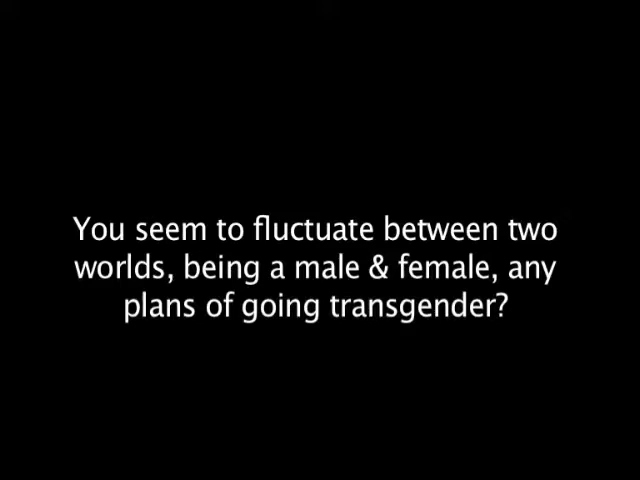 You seem to fluctuate between two
worlds, being a male & female, any
plans of going transgender?